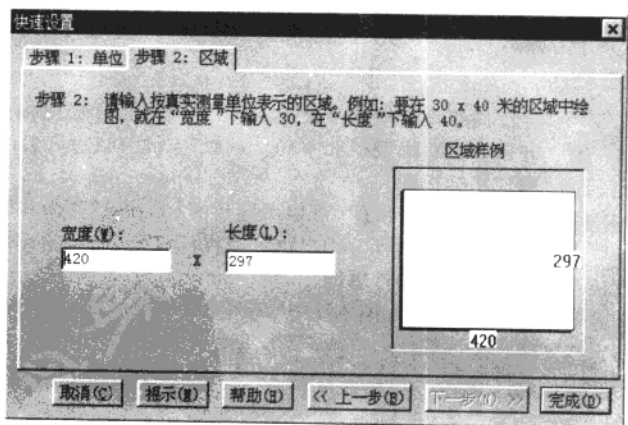 快速设置
步骤 1: 单位 步骤 2: 区域
步骤 2: 请输入按真实测量单位表示的区域。例如: 要在 30 x 40 米的区域中绘
图, 就在“宽度”下输入 30, 在“长度”下输入 40。
区域样例
宽度(W): 长度(L):
420 x 297
297
420
取消(C) 提示(M) 帮助(H) << 上一步(B) 下一步(N) >> 完成(D)